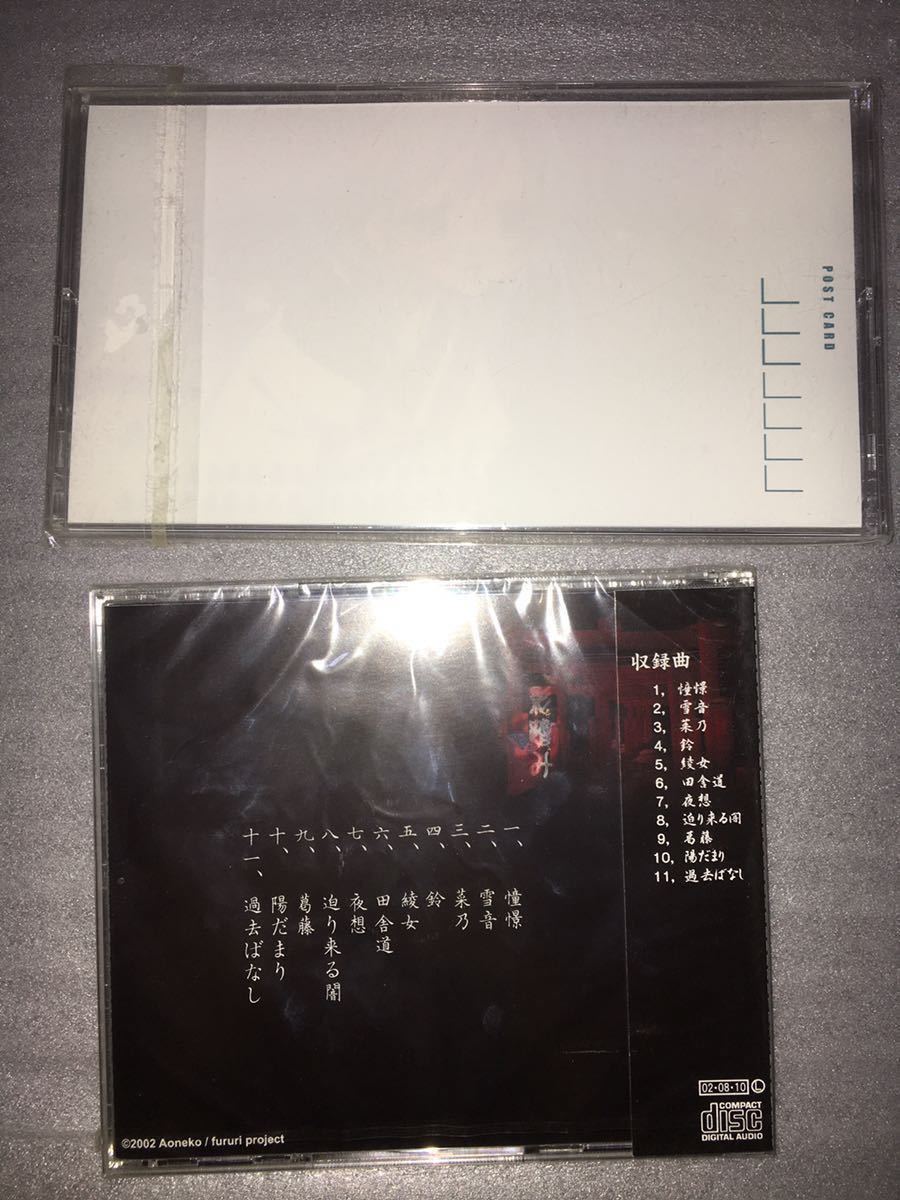 POST CARD
収録曲
1, 憧憬
2, 雪音
3, 菜乃
4, 鈴
5, 綾女
6, 田舎道
7, 夜想
8, 迫り来る闇
9, 葛藤
10, 陽だまり
11, 過去ばなし
一、憧憬
二、雪音
三、菜乃
四、鈴
五、綾女
六、田舎道
七、夜想
八、迫り来る闇
九、葛藤
十、陽だまり
十一、過去ばなし
02・08・10 L
COMPACT
disc
DIGITAL AUDIO
©2002 Aoneko / fururi project